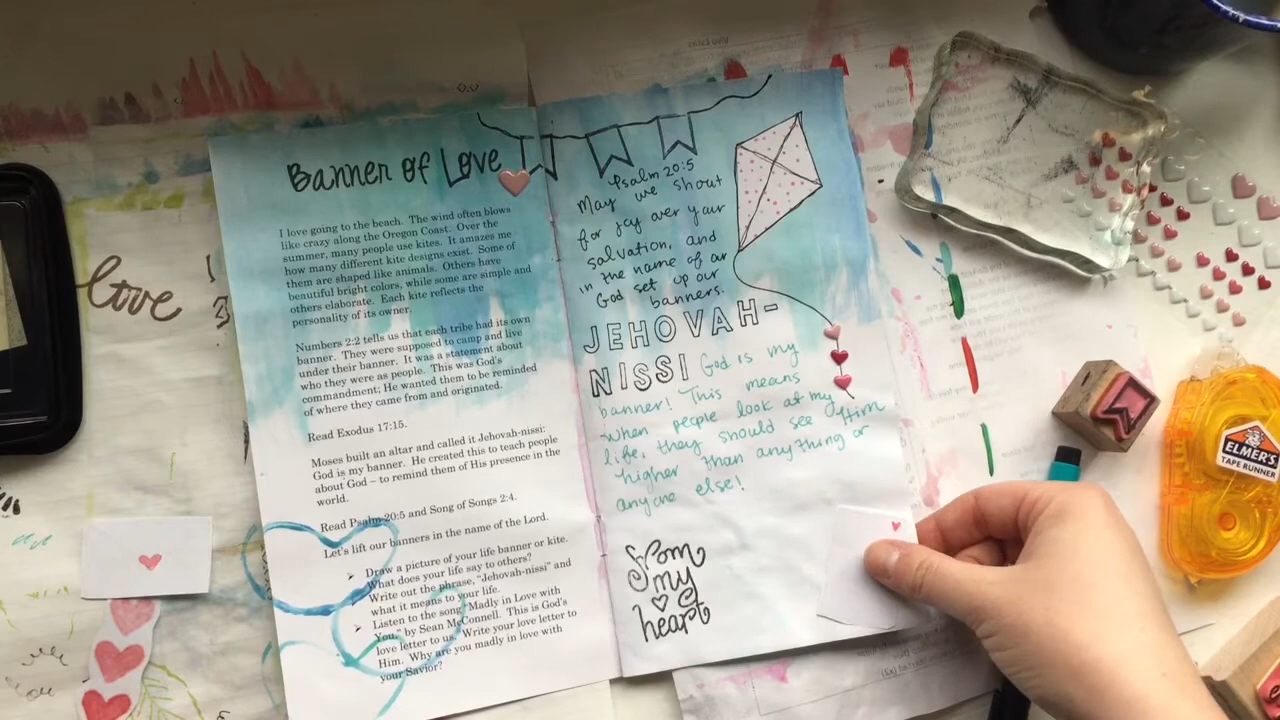 Banner of Love
I love going to the beach. The wind often blows
like crazy along the Oregon Coast. Over the
summer, many people use kites. It amazes me
how many different kite designs exist. Some of
them are shaped like animals. Others have
beautiful bright colors, while some are simple and
others elaborate. Each kite reflects the
personality of its owner.
Numbers 2:2 tells us that each tribe had its own
banner. They were supposed to camp and live
under their banner. It was a statement about
who they were as people. This was God's
commandment; He wanted them to be reminded
of where they came from and originated.
Read Exodus 17:15.
Moses built an altar and called it Jehovah-nissi:
God is my banner. He created this to teach people
about God – to remind them of His presence in the
world.
Read Psalm 20:5 and Song of Songs 2:4.
Let's lift our banners in the name of the Lord.
➢ Draw a picture of your life banner or kite.
What does your life say to others?
Write out the phrase, "Jehovah-nissi" and
what it means to your life.
➢ Listen to the song "Madly in Love with
You," by Sean McConnell. This is God's
love letter to us. Write your love letter to
Him. Why are you madly in love with
your Savior?
Psalm 20:5
May we shout
for joy over your
salvation, and
in the name of our
God set up our
banners.
JEHOVAH-
NISSI God is my
banner! This means
when people look at my
life, they should see Him
higher than anything or
anyone else!
from
my
heart
love
ELMER'S
TAPE RUNNER